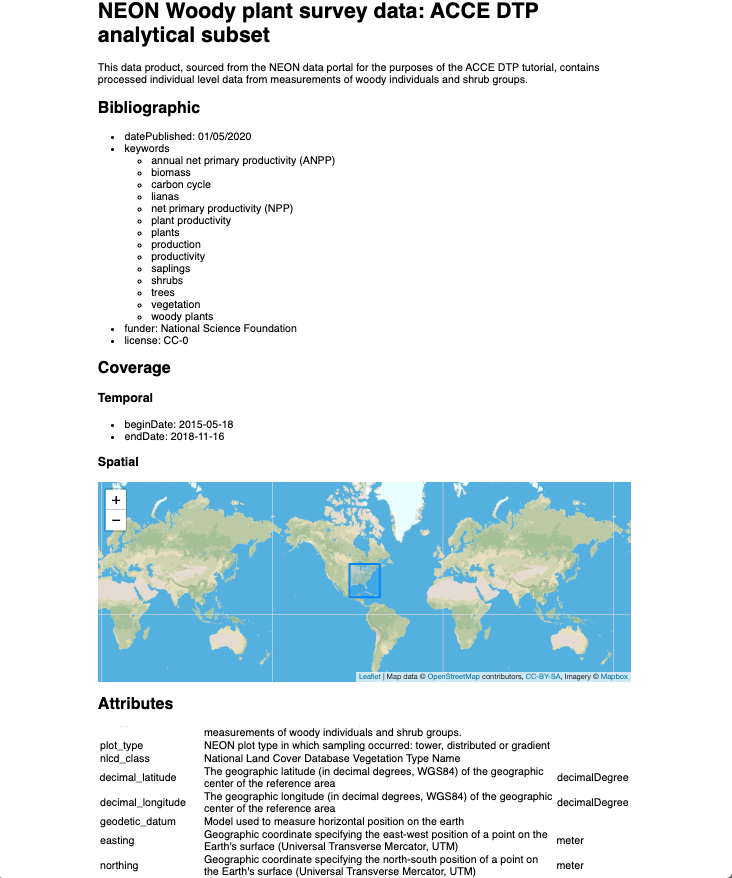 NEON Woody plant survey data: ACCE DTP
analytical subset
This data product, sourced from the NEON data portal for the purposes of the ACCE DTP tutorial, contains
processed individual level data from measurements of woody individuals and shrub groups.
Bibliographic
• datePublished: 01/05/2020
• keywords
◦ annual net primary productivity (ANPP)
◦ biomass
◦ carbon cycle
◦ lianas
◦ net primary productivity (NPP)
◦ plant productivity
◦ plants
◦ production
◦ productivity
◦ saplings
◦ shrubs
◦ trees
◦ vegetation
◦ woody plants
• funder: National Science Foundation
• license: CC-0
Coverage
Temporal
• beginDate: 2015-05-18
• endDate: 2018-11-16
Spatial
+
−
Leaflet | Map data © OpenStreetMap contributors, CC-BY-SA, Imagery © Mapbox
Attributes
measurements of woody individuals and shrub groups.
plot_type NEON plot type in which sampling occurred: tower, distributed or gradient
nlcd_class National Land Cover Database Vegetation Type Name
decimal_latitude The geographic latitude (in decimal degrees, WGS84) of the geographic
center of the reference area decimalDegree
decimal_longitude The geographic longitude (in decimal degrees, WGS84) of the geographic
center of the reference area decimalDegree
geodetic_datum Model used to measure horizontal position on the earth
easting Geographic coordinate specifying the east-west position of a point on the
Earth's surface (Universal Transverse Mercator, UTM) meter
northing Geographic coordinate specifying the north-south position of a point on
the Earth's surface (Universal Transverse Mercator, UTM) meter